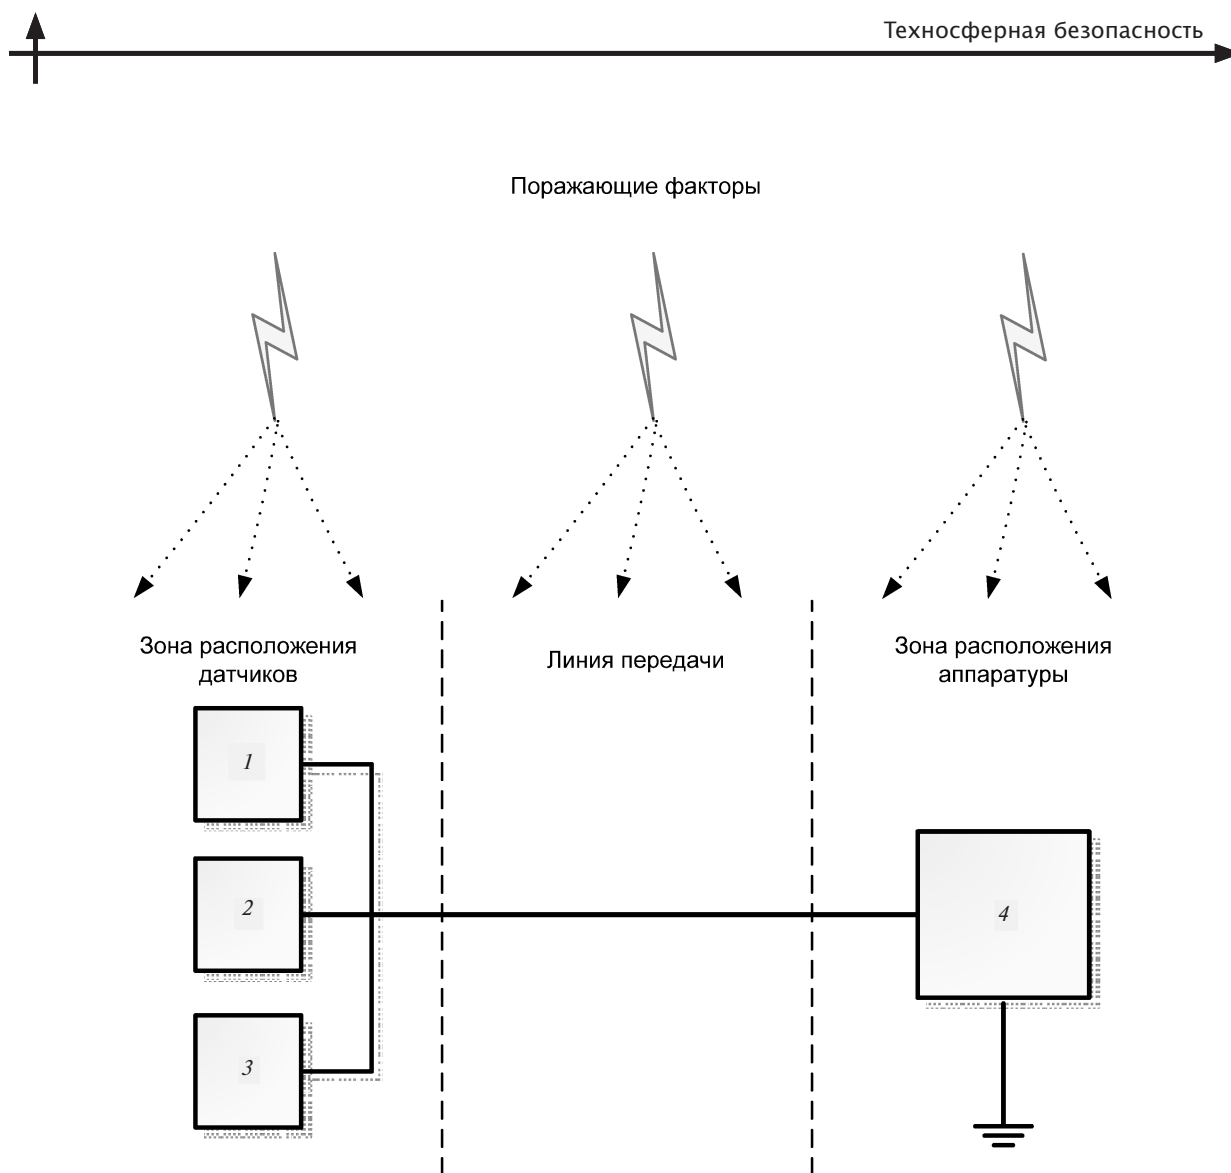 Техносферная безопасность
Поражающие факторы
Зона расположения
датчиков
Линия передачи
Зона расположения
аппаратуры
1
2
3
4